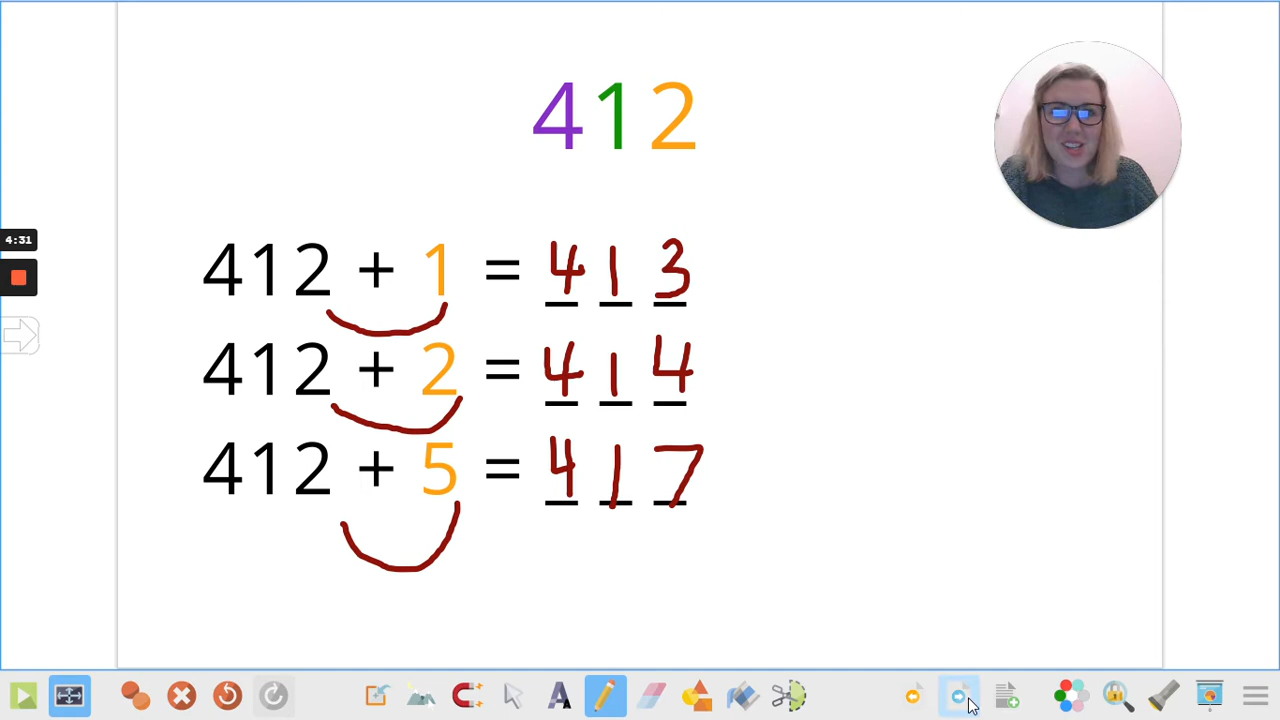 412
412 + 1 = 413
4:31
412 + 2 = 414
412 + 5 = 417